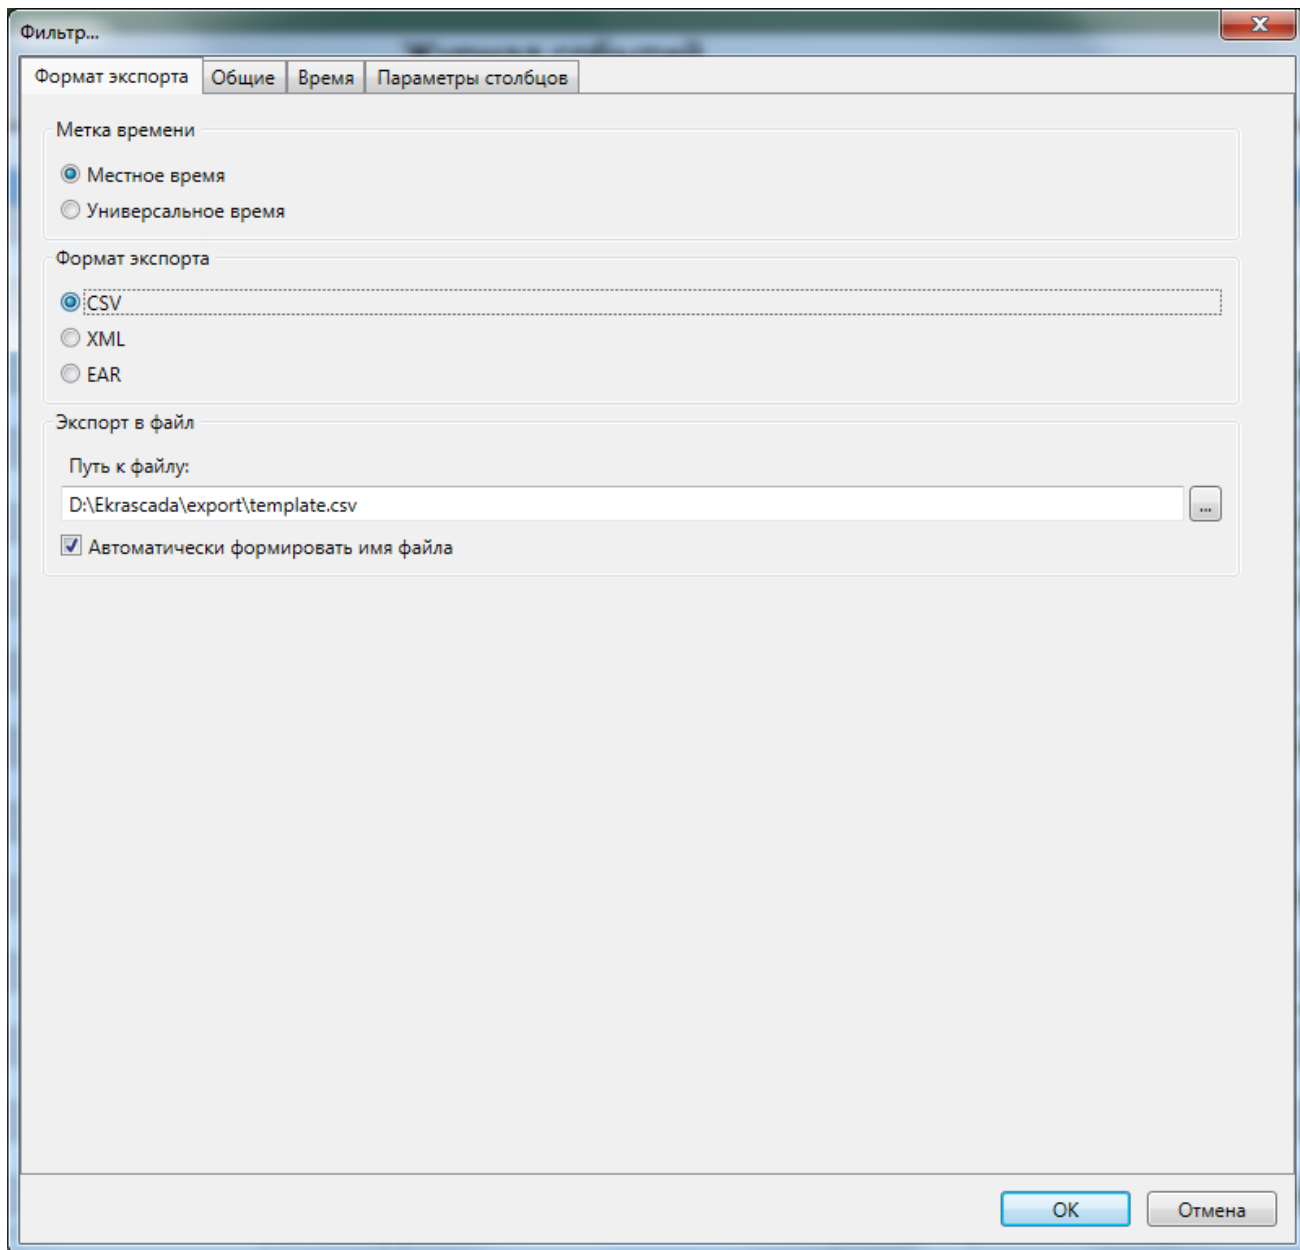 Фильтр...
Формат экспорта Общие Время Параметры столбцов
Метка времени
Местное время
Универсальное время
Формат экспорта
CSV
XML
EAR
Экспорт в файл
Путь к файлу:
D:\Ekrascada\export\template.csv
...
Автоматически формировать имя файла
OK Отмена